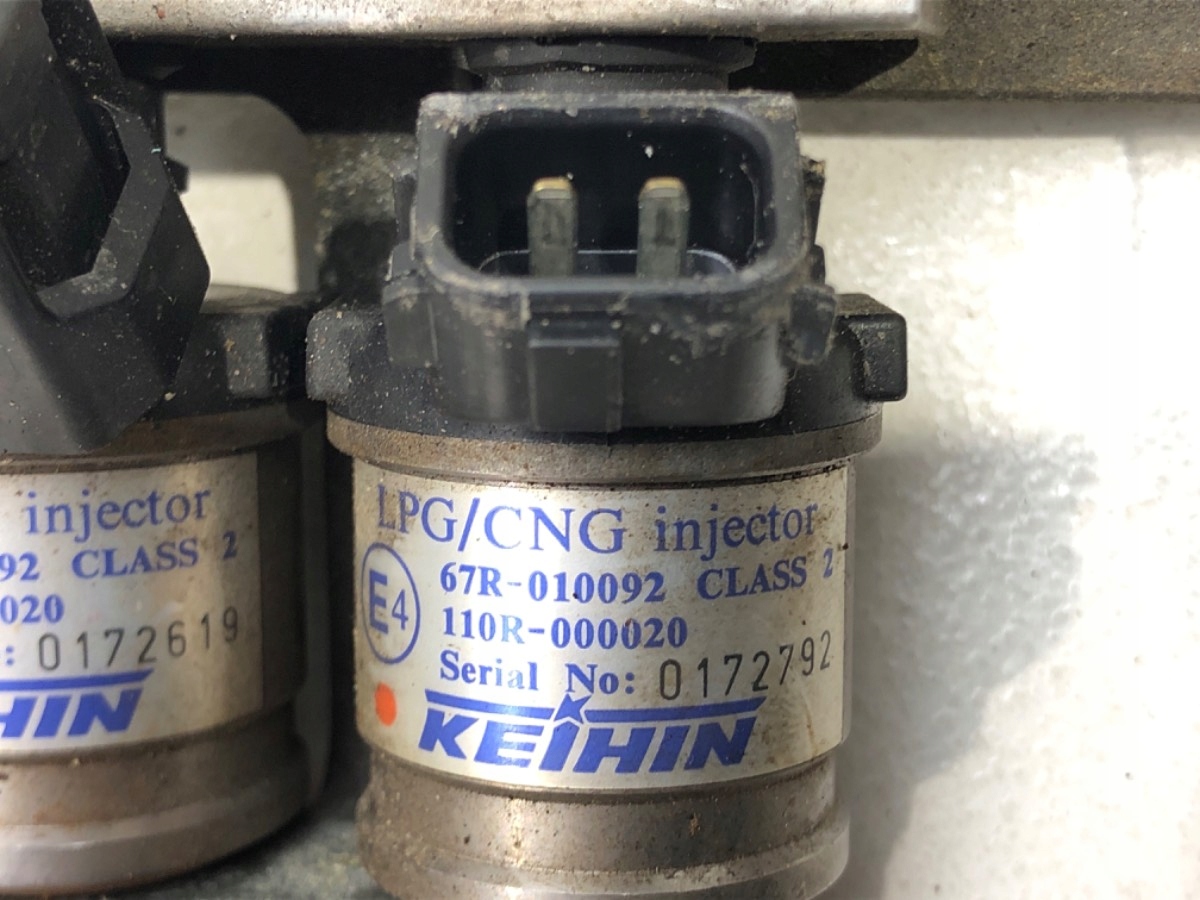 injector
92 CLASS 2
020
: 0172619
HIN
LPG/CNG injector
E4
67R-010092 CLASS 2
110R-000020
Serial No: 0172792
KEIHIN